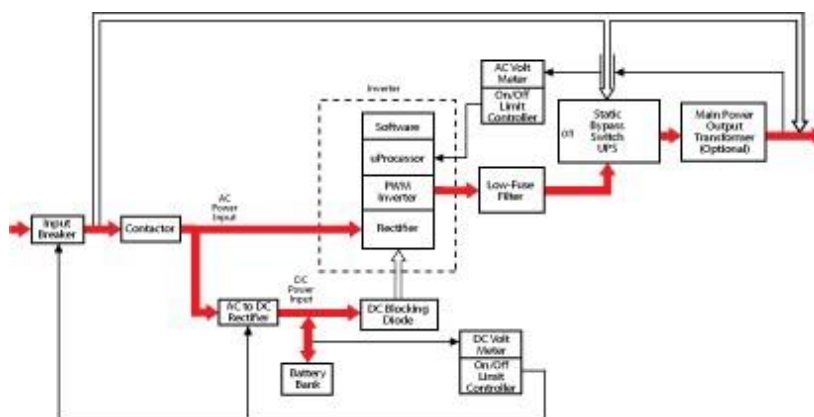 AC Volt
Meter
On/Off
Limit
Controller
Inverter
Software
uProcessor
PWM
Inverter
Rectifier
Off
Static
Bypass
Switch
UPS
Main Power
Output
Transformer
(Optional)
Low-Fuse
Filter
AC
Power
Input
Input
Breaker
Contactor
DC
Power
Input
AC to DC
Rectifier
DC Blocking
Diode
Battery
Bank
DC Volt
Meter
On/Off
Limit
Controller